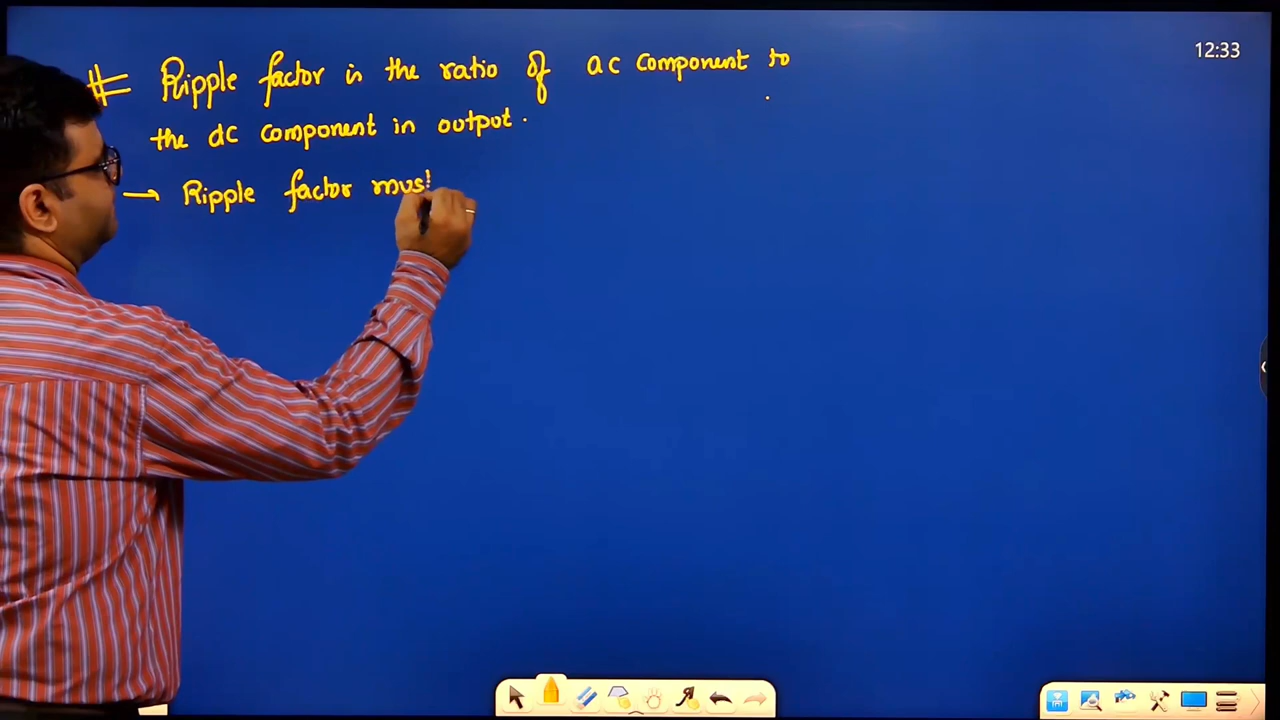 12:33
# Ripple factor is the ratio of ac component to
the dc component in output.
→ Ripple factor must